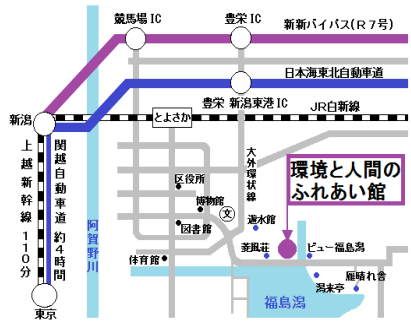 競馬場 IC
豊栄 IC
新新バイパス(R7号)
日本海東北自動車道
豊栄 新潟東港 IC
JR白新線
新潟
とよさか
上越新幹線 110分
関越自動車道 約4時間
阿賀野川
大外環状線
環境と人間の
ふれあい館
区役所
博物館
文
図書館
遊水館
体育館
菱風荘
ビュー福島潟
潟来亭
雁晴れ舎
福島潟
東京